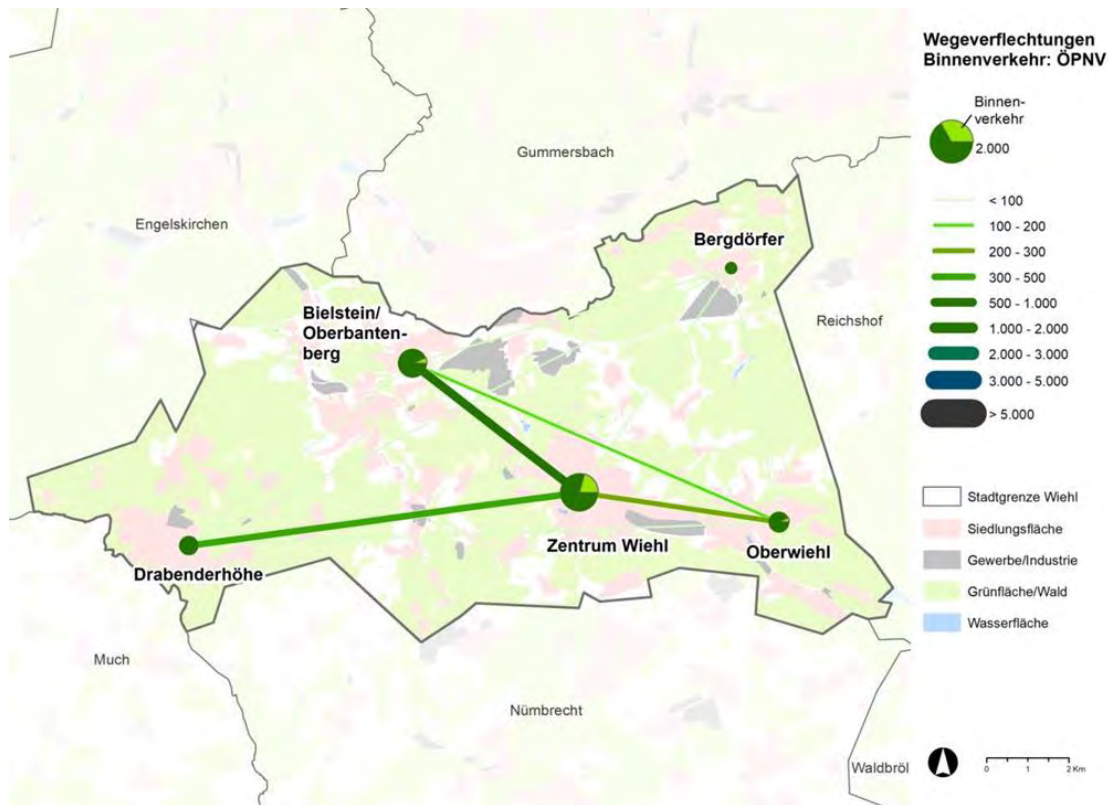 Wegeverflechtungen
Binnenverkehr: ÖPNV
Binnen-
verkehr
2.000
< 100
100 - 200
200 - 300
300 - 500
500 - 1.000
1.000 - 2.000
2.000 - 3.000
3.000 - 5.000
> 5.000
Stadtgrenze Wiehl
Siedlungsfläche
Gewerbe/Industrie
Grünfläche/Wald
Wasserfläche
0 1 2 Km
Gummersbach
Engelskirchen
Bergdörfer
Reichshof
Bielstein/
Oberbanten-
berg
Zentrum Wiehl
Oberwiehl
Drabenderhöhe
Much
Nümbrecht
Waldbröl